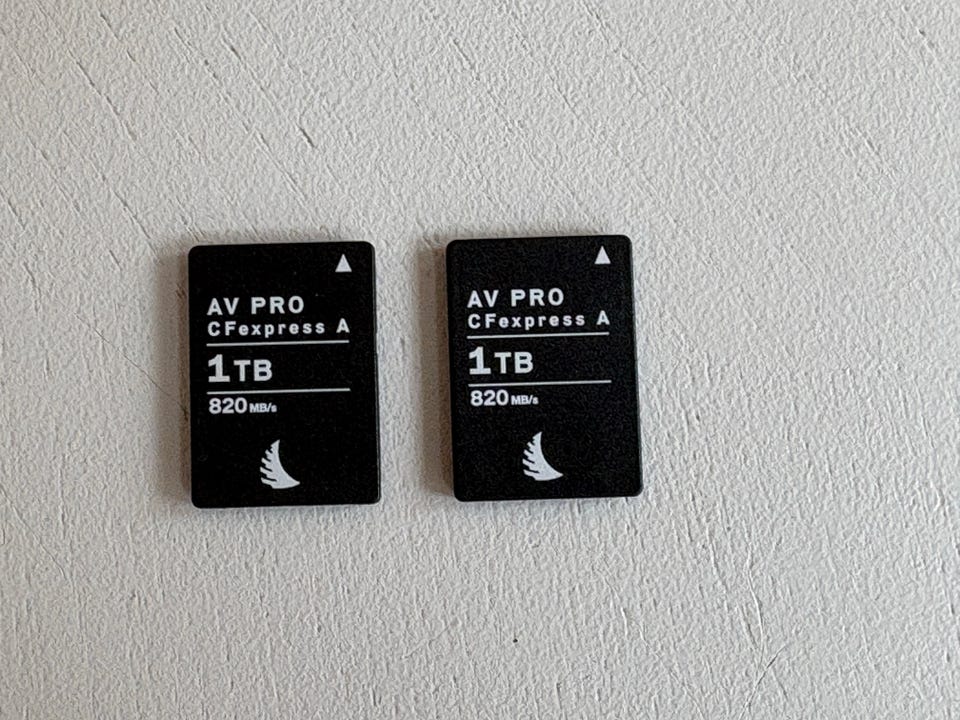 AV PRO
CFexpress A
1TB
820 MB/s
AV PRO
CFexpress A
1TB
820 MB/s